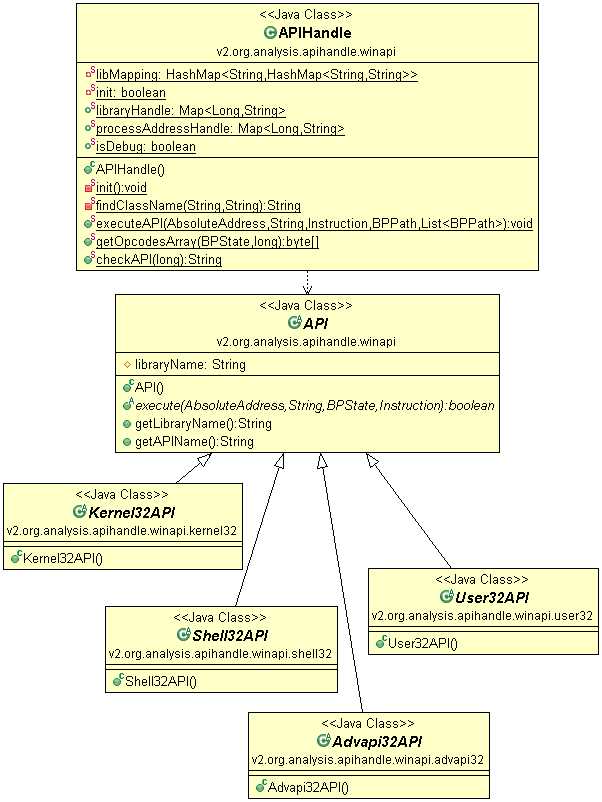 <<Java Class>>
APIHandle
v2.org.analysis.apihandle.winapi
libMapping: HashMap<String,HashMap<String,String>>
init: boolean
libraryHandle: Map<Long,String>
processAddressHandle: Map<Long,String>
isDebug: boolean
APIHandle()
init():void
findClassName(String,String):String
executeAPI(AbsoluteAddress,String,Instruction,BPPath,List<BPPath>):void
getOpcodesArray(BPState,long):byte[]
checkAPI(long):String
<<Java Class>>
API
v2.org.analysis.apihandle.winapi
libraryName: String
API()
execute(AbsoluteAddress,String,BPState,Instruction):boolean
getLibraryName():String
getAPIName():String
<<Java Class>>
Kernel32API
v2.org.analysis.apihandle.winapi.kernel32
Kernel32API()
<<Java Class>>
User32API
v2.org.analysis.apihandle.winapi.user32
User32API()
<<Java Class>>
Shell32API
v2.org.analysis.apihandle.winapi.shell32
Shell32API()
<<Java Class>>
Advapi32API
v2.org.analysis.apihandle.winapi.advapi32
Advapi32API()